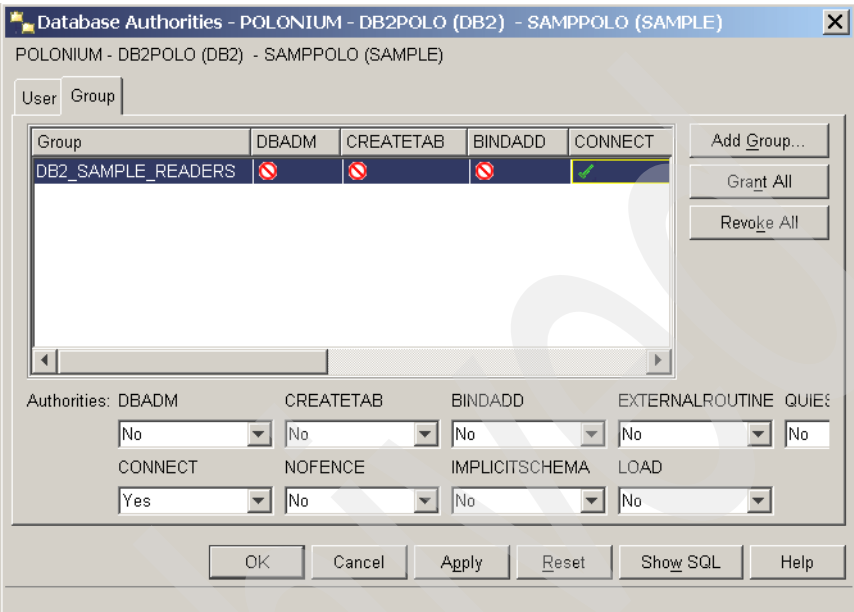 Database Authorities - POLONIUM - DB2POLO (DB2) - SAMPPOLO (SAMPLE)
POLONIUM - DB2POLO (DB2) - SAMPPOLO (SAMPLE)
User Group
Group DBADM CREATETAB BINDADD CONNECT
DB2_SAMPLE_READERS
Add Group...
Grant All
Revoke All
Authorities: DBADM CREATETAB BINDADD EXTERNALROUTINE QUIES
No No No No No
CONNECT NOFENCE IMPLICITSCHEMA LOAD
Yes No No No
OK Cancel Apply Reset Show SQL Help